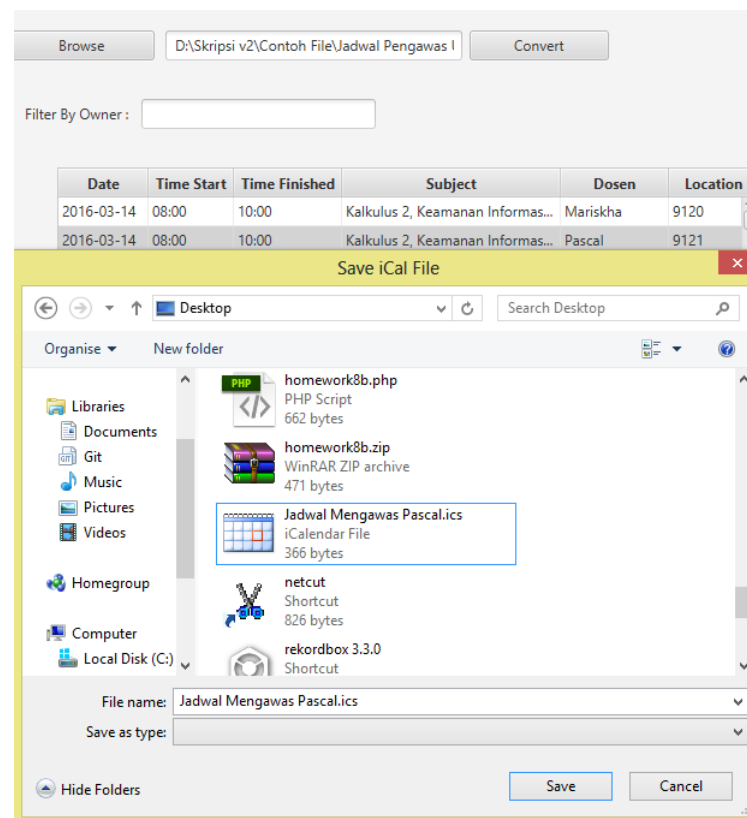 Browse D:\Skripsi v2\Contoh File\Jadwal Pengawas Convert
Filter By Owner :
Date Time Start Time Finished Subject Dosen Location
2016-03-14 08:00 10:00 Kalkulus 2, Keamanan Informas... Mariskha 9120
2016-03-14 08:00 10:00 Kalkulus 2, Keamanan Informas... Pascal 9121
Save iCal File
Desktop Search Desktop
Organise New folder
Libraries
Documents
Git
Music
Pictures
Videos
Homegroup
Computer
Local Disk (C:)
homework8b.php
PHP Script
662 bytes
homework8b.zip
WinRAR ZIP archive
471 bytes
Jadwal Mengawas Pascal.ics
iCalendar File
366 bytes
netcut
Shortcut
826 bytes
rekordbox 3.3.0
Shortcut
File name: Jadwal Mengawas Pascal.ics
Save as type:
Hide Folders Save Cancel